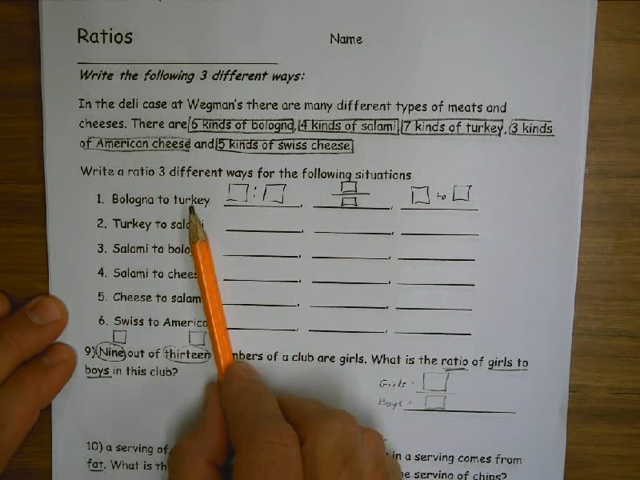 Ratios Name
Write the following 3 different ways:
In the deli case at Wegman's there are many different types of meats and
cheeses. There are 6 kinds of bologna, 4 kinds of salami, 7 kinds of turkey, 3 kinds
of American cheese and 5 kinds of swiss cheese.
Write a ratio 3 different ways for the following situations
1. Bologna to turkey : , , to
2. Turkey to
3. Salami to
4. Salami to
5. Cheese to
6. Swiss to
9) Nine out of thirteen of a club are girls. What is the ratio of girls to
boys in this club?
Girls
Boys
10) a serving of in a serving comes from
fat. What is serving of chips?